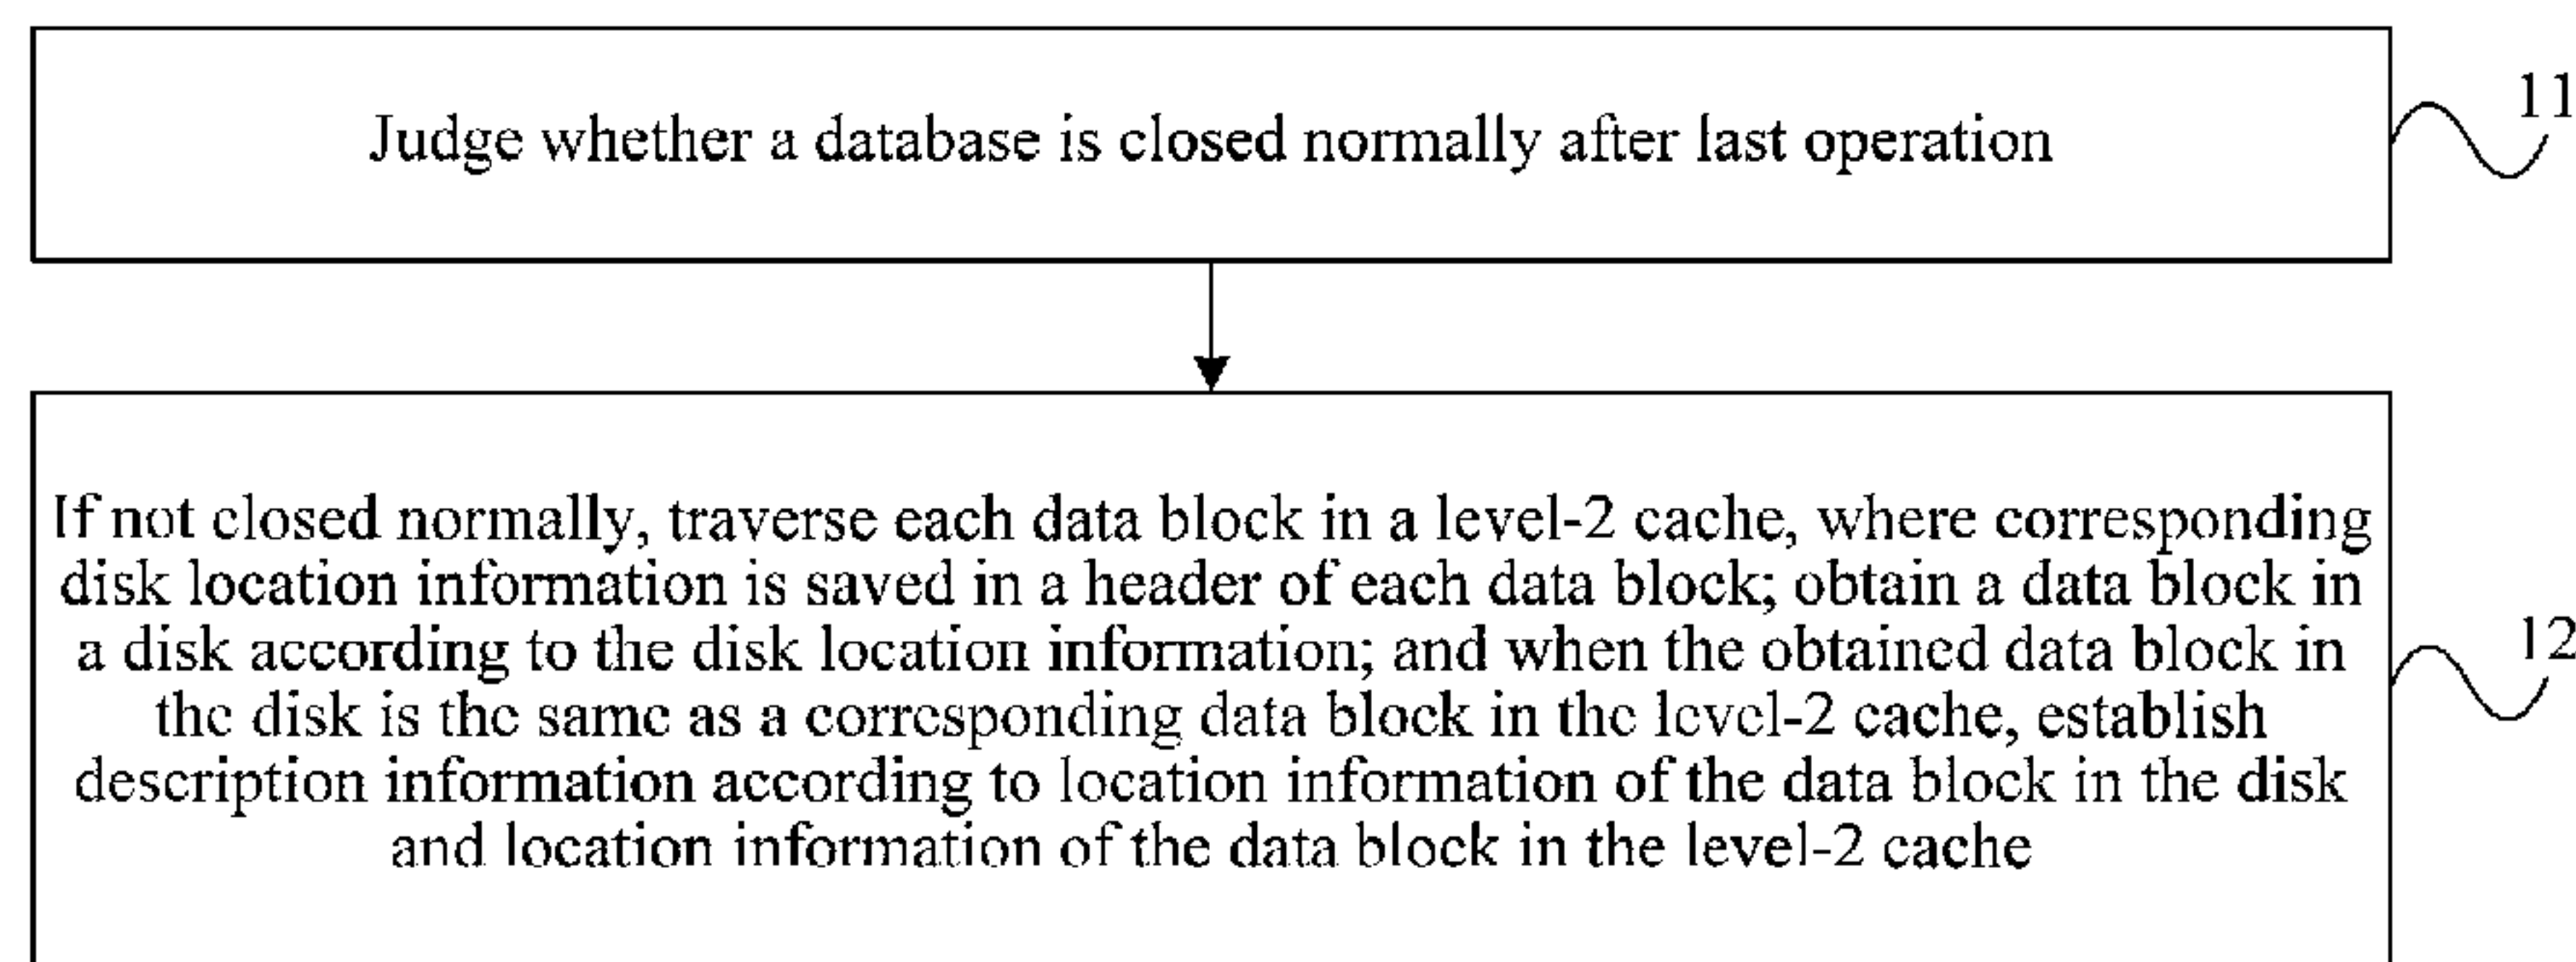 Judge whether a database is closed normally after last operation
11
If not closed normally, traverse each data block in a level-2 cache, where corresponding
disk location information is saved in a header of each data block; obtain a data block in
a disk according to the disk location information; and when the obtained data block in
the disk is the same as a corresponding data block in the level-2 cache, establish
description information according to location information of the data block in the disk
and location information of the data block in the level-2 cache
12